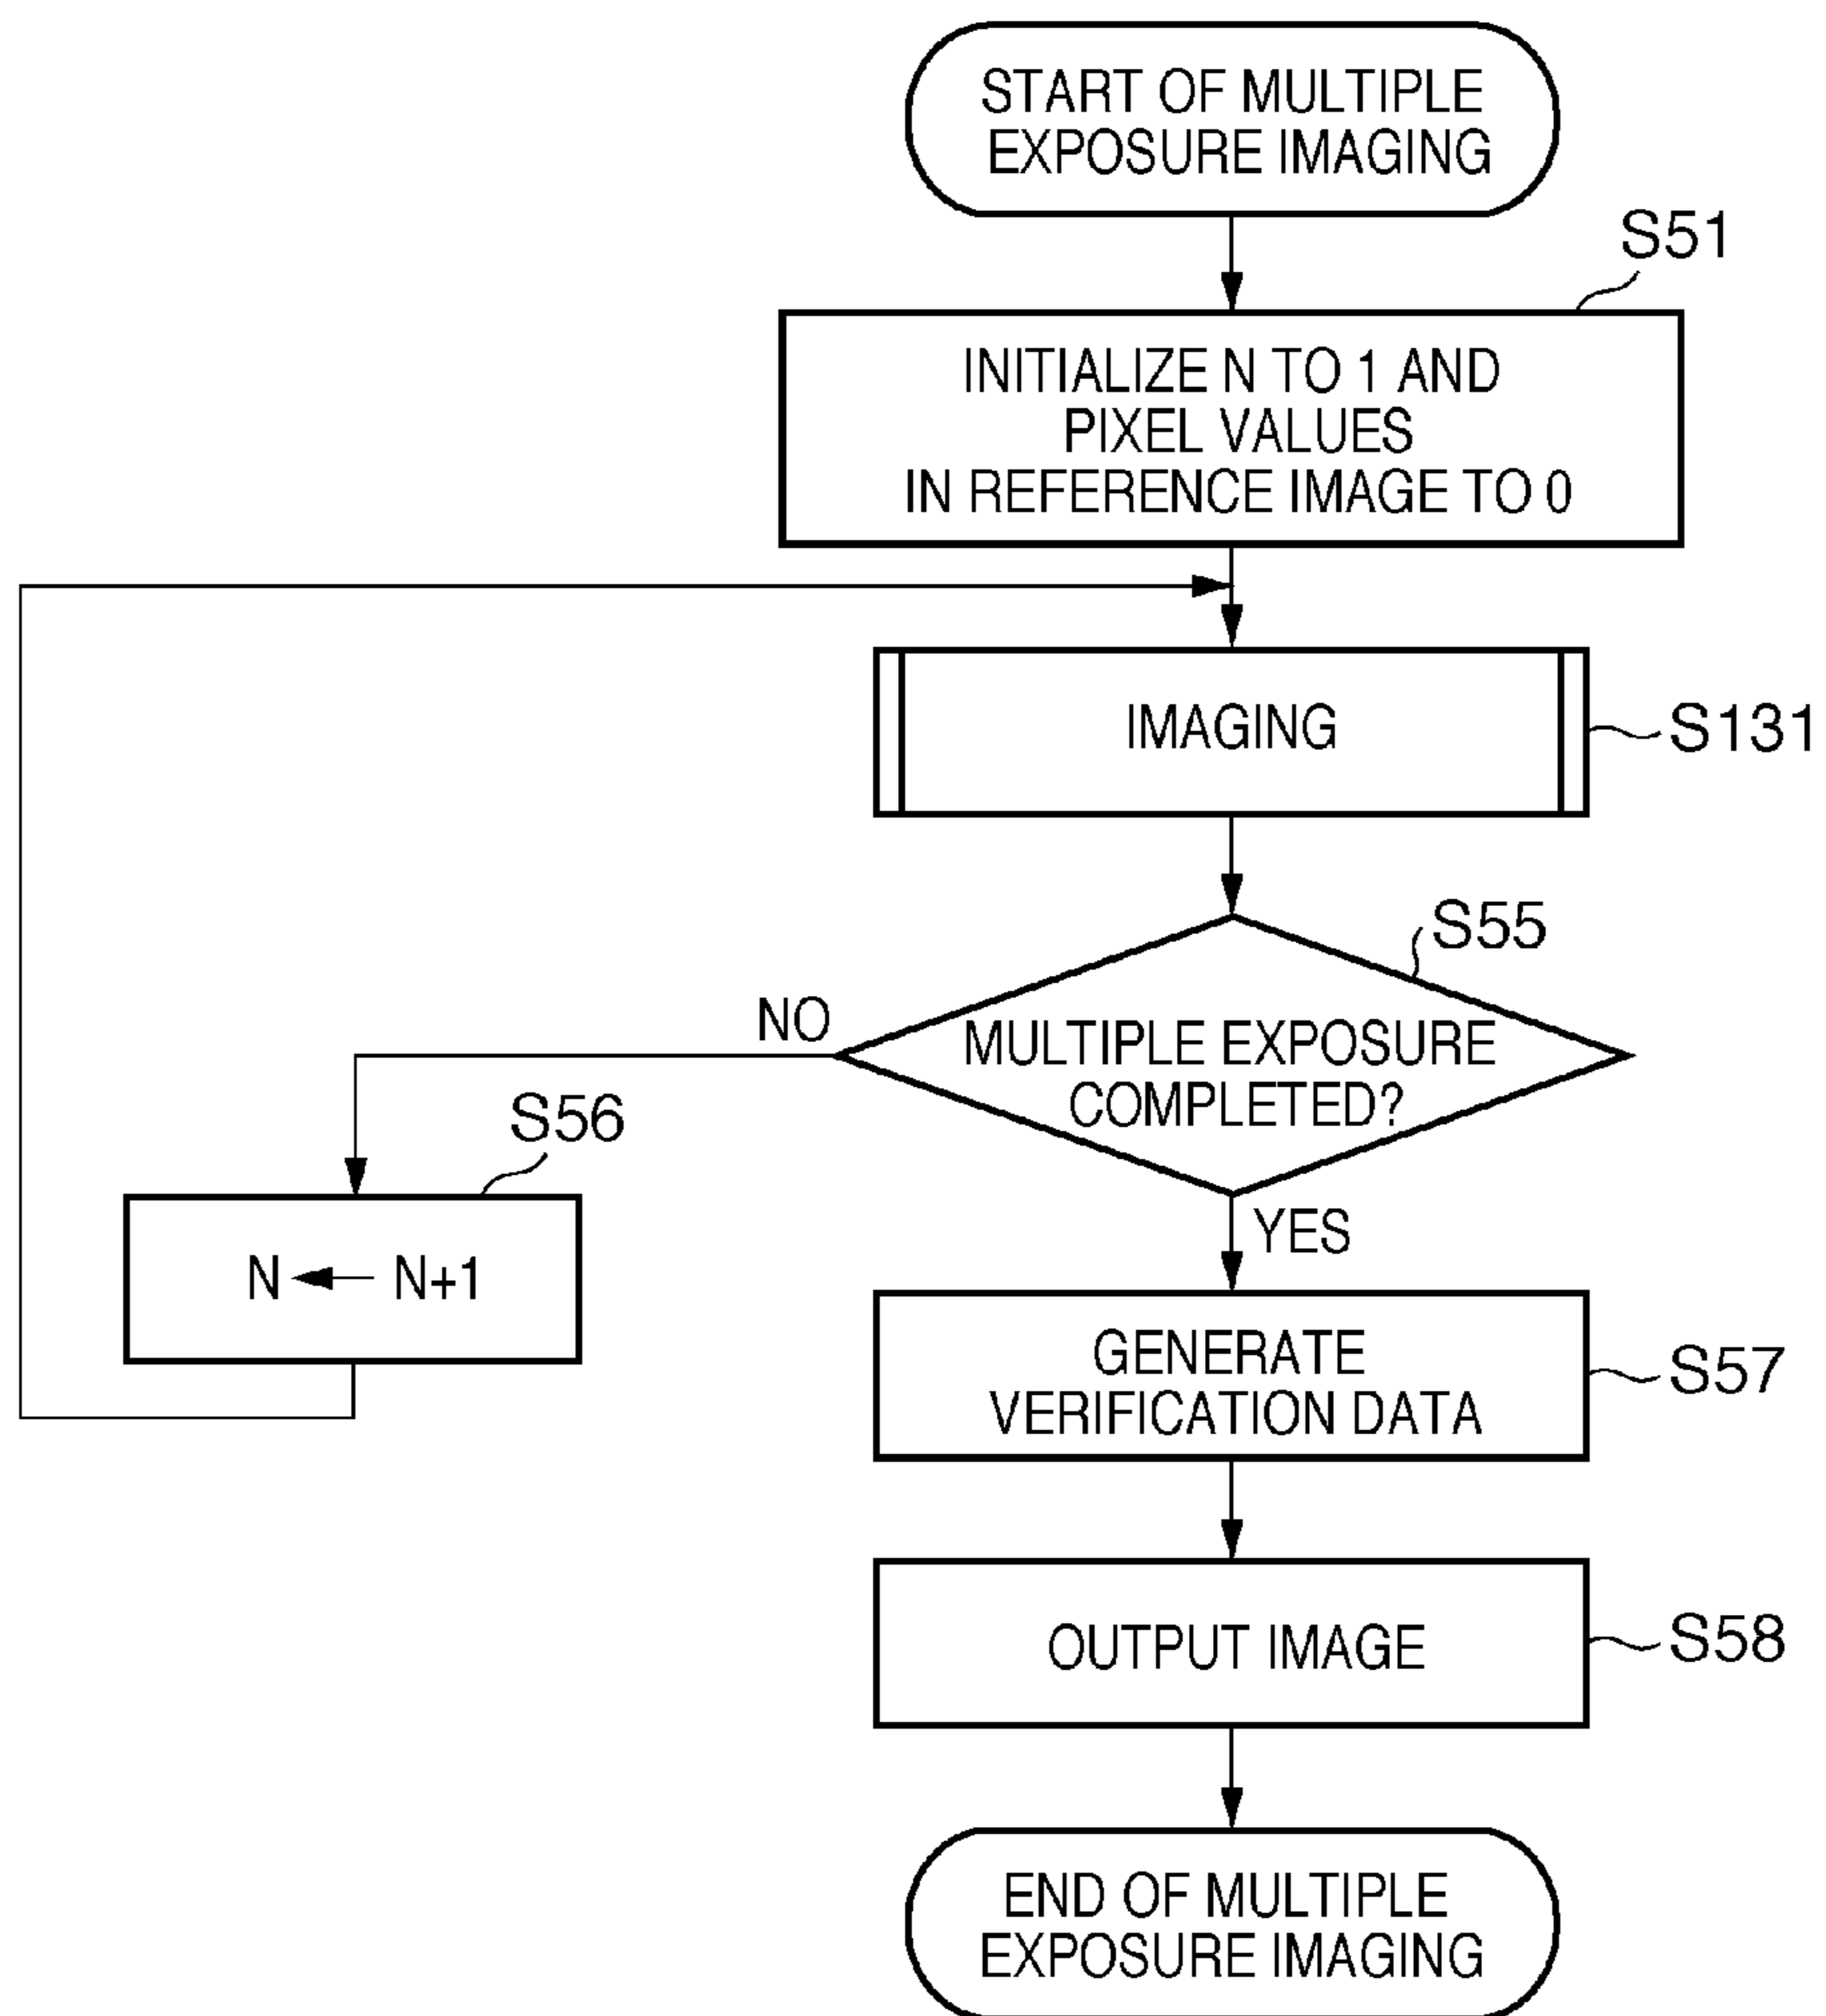 START OF MULTIPLE
EXPOSURE IMAGING
S51
INITIALIZE N TO 1 AND
PIXEL VALUES
IN REFERENCE IMAGE TO 0
IMAGING
S131
S55
NO
MULTIPLE EXPOSURE
COMPLETED?
S56
YES
N ← N+1
GENERATE
VERIFICATION DATA
S57
OUTPUT IMAGE
S58
END OF MULTIPLE
EXPOSURE IMAGING